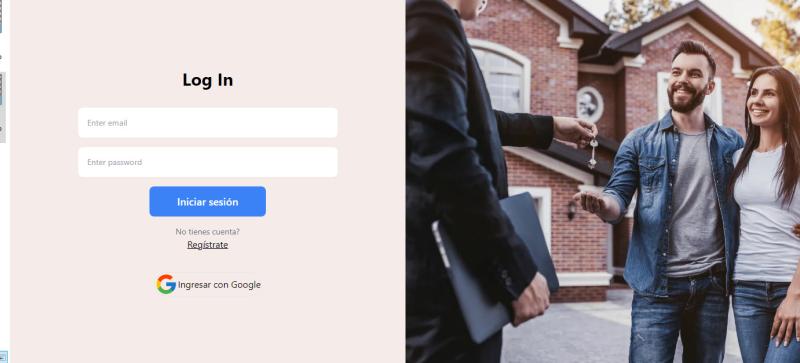 Log In
Enter email
Enter password
Iniciar sesión
No tienes cuenta?
Regístrate
Ingresar con Google